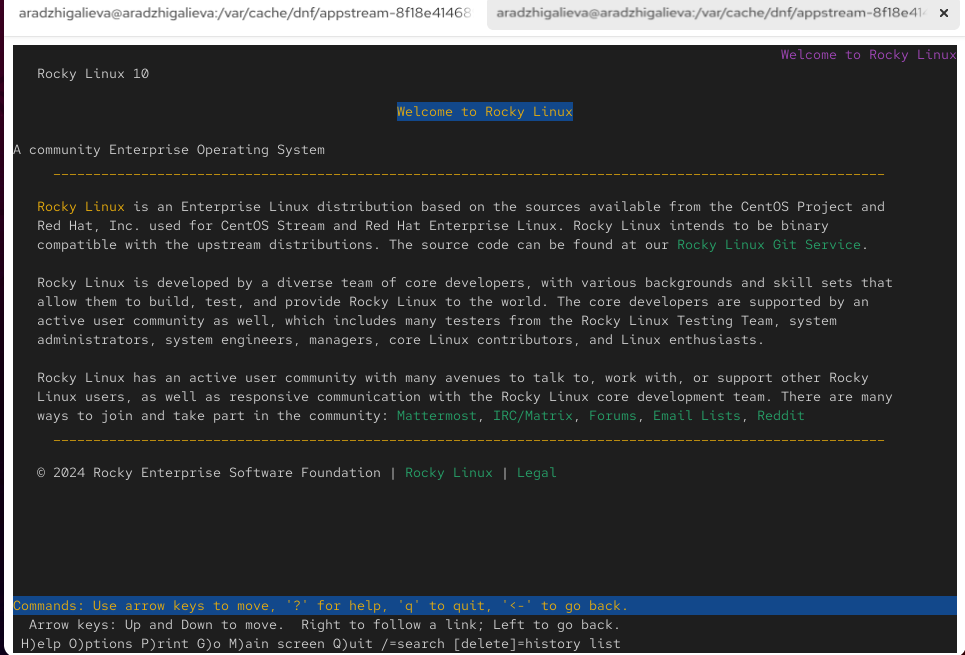 aradzhigalieva@aradzhigalieva:/var/cache/dnf/appstream-8f18e41468
aradzhigalieva@aradzhigalieva:/var/cache/dnf/appstream-8f18e414
Welcome to Rocky Linux
Rocky Linux 10
Welcome to Rocky Linux
A community Enterprise Operating System
Rocky Linux is an Enterprise Linux distribution based on the sources available from the CentOS Project and
Red Hat, Inc. used for CentOS Stream and Red Hat Enterprise Linux. Rocky Linux intends to be binary
compatible with the upstream distributions. The source code can be found at our Rocky Linux Git Service.
Rocky Linux is developed by a diverse team of core developers, with various backgrounds and skill sets that
allow them to build, test, and provide Rocky Linux to the world. The core developers are supported by an
active user community as well, which includes many testers from the Rocky Linux Testing Team, system
administrators, system engineers, managers, core Linux contributors, and Linux enthusiasts.
Rocky Linux has an active user community with many avenues to talk to, work with, or support other Rocky
Linux users, as well as responsive communication with the Rocky Linux core development team. There are many
ways to join and take part in the community: Mattermost, IRC/Matrix, Forums, Email Lists, Reddit
© 2024 Rocky Enterprise Software Foundation | Rocky Linux | Legal
Commands: Use arrow keys to move, '?' for help, 'q' to quit, '<-' to go back.
Arrow keys: Up and Down to move. Right to follow a link; Left to go back.
H)elp O)ptions P)rint G)o M)ain screen Q)uit /=search [delete]=history list